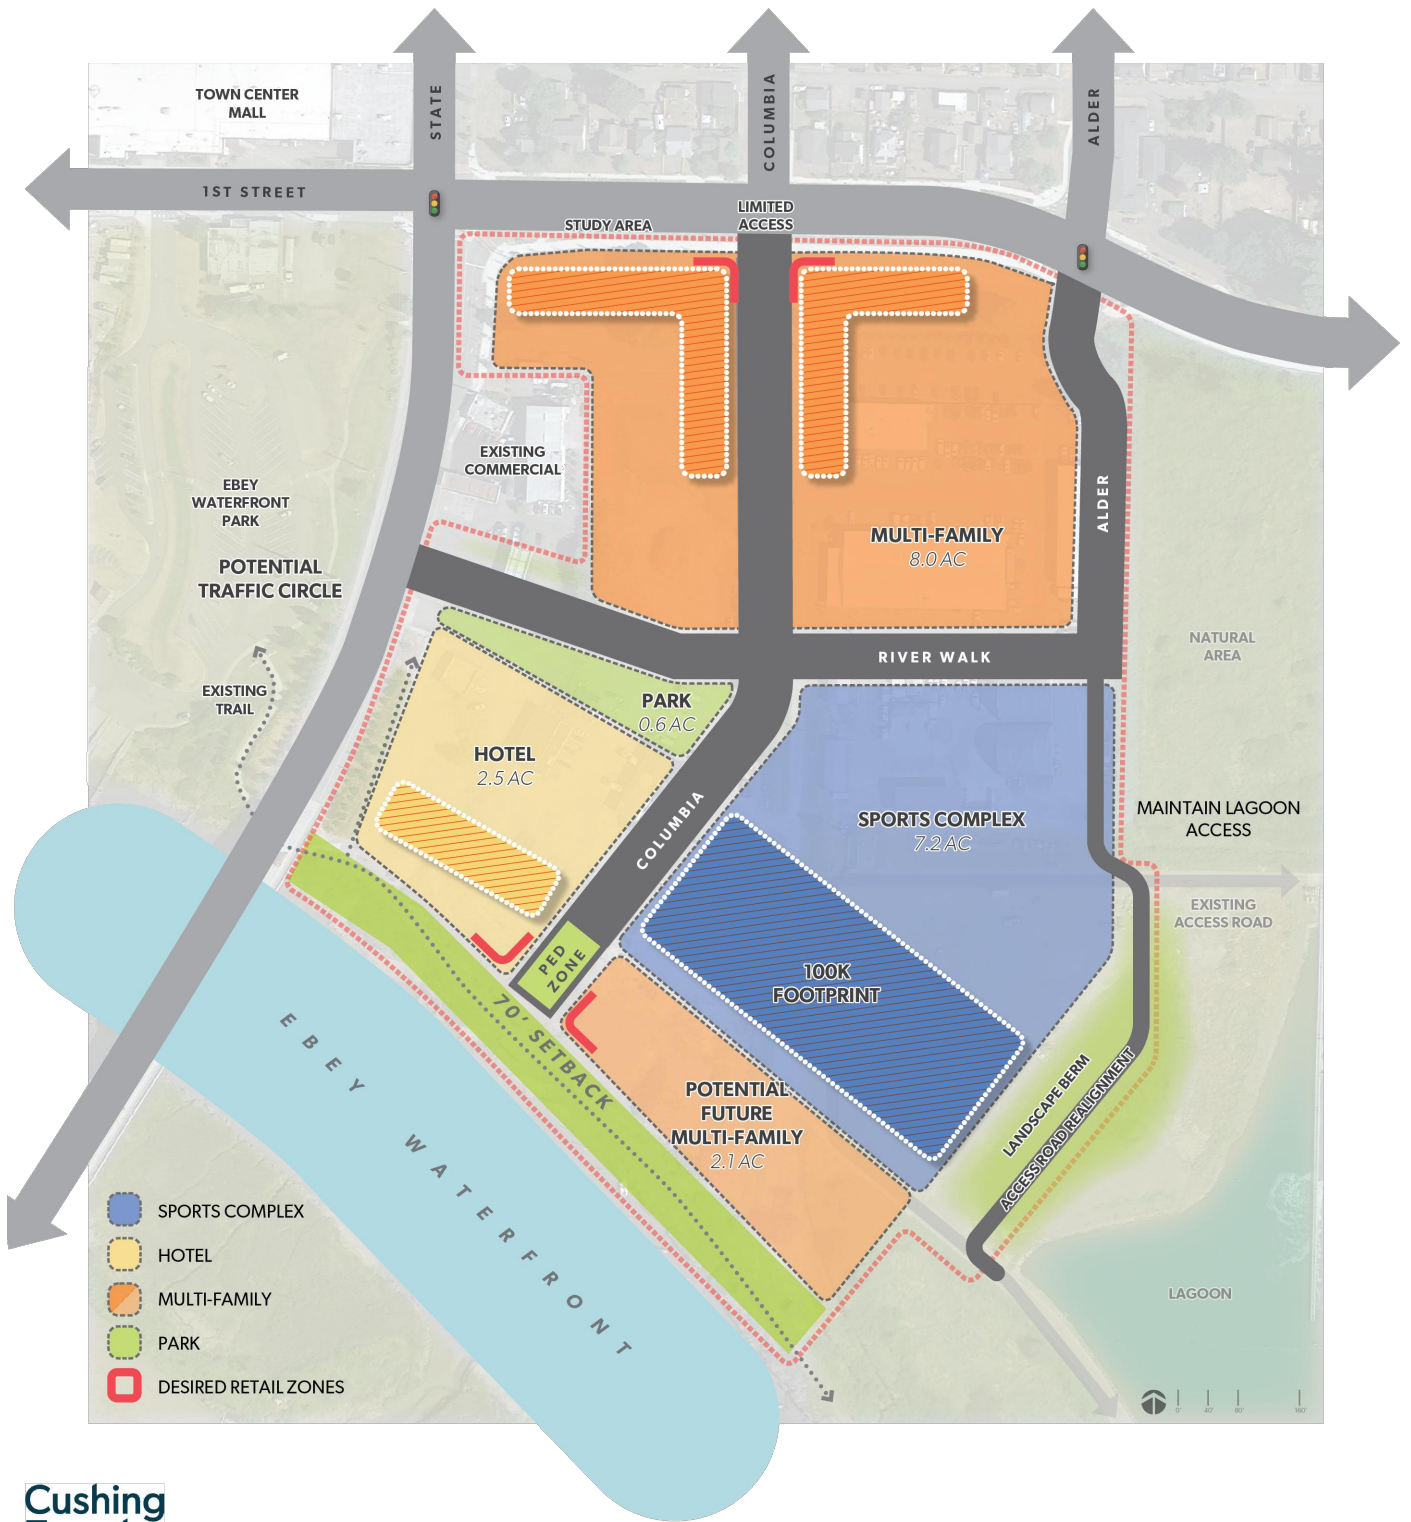 TOWN CENTER
MALL
STATE
COLUMBIA
ALDER
1ST STREET
LIMITED
ACCESS
STUDY AREA
EXISTING
COMMERCIAL
EBEY
WATERFRONT
PARK
POTENTIAL
TRAFFIC CIRCLE
MULTI-FAMILY
8.0 AC
ALDER
RIVER WALK
NATURAL
AREA
EXISTING
TRAIL
PARK
0.6 AC
HOTEL
2.5 AC
COLUMBIA
SPORTS COMPLEX
7.2 AC
MAINTAIN LAGOON
ACCESS
EXISTING
ACCESS ROAD
PED
ZONE
100K
FOOTPRINT
70' SETBACK
EBEY WATERFRONT
POTENTIAL
FUTURE
MULTI-FAMILY
2.1 AC
LANDSCAPE BERM
ACCESS ROAD REALIGNMENT
LAGOON
SPORTS COMPLEX
HOTEL
MULTI-FAMILY
PARK
DESIRED RETAIL ZONES
0' 40' 80' 160'
Cushing